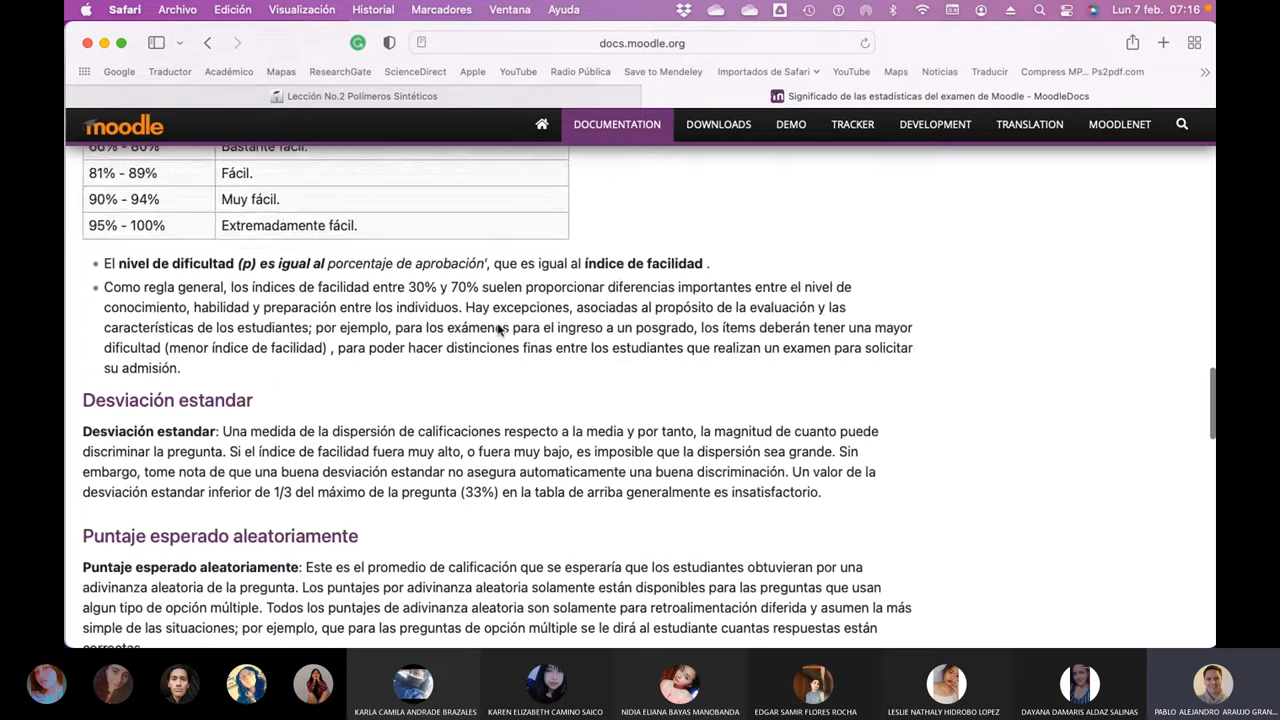 Safari Archivo Edición Visualización Historial Marcadores Ventana Ayuda Lun 7 feb. 07:16
docs.moodle.org
Google Traductor Académico Mapas ResearchGate ScienceDirect Apple YouTube Radio Pública Save to Mendeley Importados de Safari YouTube Maps Noticias Traducir Compress MP... Ps2pdf.com
Lección No.2 Polímeros Sintéticos Significado de las estadísticas del examen de Moodle - MoodleDocs
moodle DOCUMENTATION DOWNLOADS DEMO TRACKER DEVELOPMENT TRANSLATION MOODLENET
66% - 80% Bastante fácil.
81% - 89% Fácil.
90% - 94% Muy fácil.
95% - 100% Extremadamente fácil.
El nivel de dificultad (p) es igual al porcentaje de aprobación', que es igual al índice de facilidad .
Como regla general, los índices de facilidad entre 30% y 70% suelen proporcionar diferencias importantes entre el nivel de
conocimiento, habilidad y preparación entre los individuos. Hay excepciones, asociadas al propósito de la evaluación y las
características de los estudiantes; por ejemplo, para los exámenes para el ingreso a un posgrado, los ítems deberán tener una mayor
dificultad (menor índice de facilidad) , para poder hacer distinciones finas entre los estudiantes que realizan un examen para solicitar
su admisión.
Desviación estandar
Desviación estandar: Una medida de la dispersión de calificaciones respecto a la media y por tanto, la magnitud de cuanto puede
discriminar la pregunta. Si el índice de facilidad fuera muy alto, o fuera muy bajo, es imposible que la dispersión sea grande. Sin
embargo, tome nota de que una buena desviación estandar no asegura automaticamente una buena discriminación. Un valor de la
desviación estandar inferior de 1/3 del máximo de la pregunta (33%) en la tabla de arriba generalmente es insatisfactorio.
Puntaje esperado aleatoriamente
Puntaje esperado aleatoriamente: Este es el promedio de calificación que se esperaría que los estudiantes obtuvieran por una
adivinanza aleatoria de la pregunta. Los puntajes por adivinanza aleatoria solamente están disponibles para las preguntas que usan
algun tipo de opción múltiple. Todos los puntajes de adivinanza aleatoria son solamente para retroalimentación diferida y asumen la más
simple de las situaciones; por ejemplo, que para las preguntas de opción múltiple se le dirá al estudiante cuantas respuestas están
correctas.
KARLA CAMILA ANDRADE BRAZALES KAREN ELIZABETH CAMINO SAICO NIDIA ELIANA BAYAS MANOBANDA EDGAR SAMIR FLORES ROCHA LESLIE NATHALY HIDROBO LOPEZ DAYANA DAMARIS ALDAZ SALINAS PABLO ALEJANDRO ARAUJO GRAN...